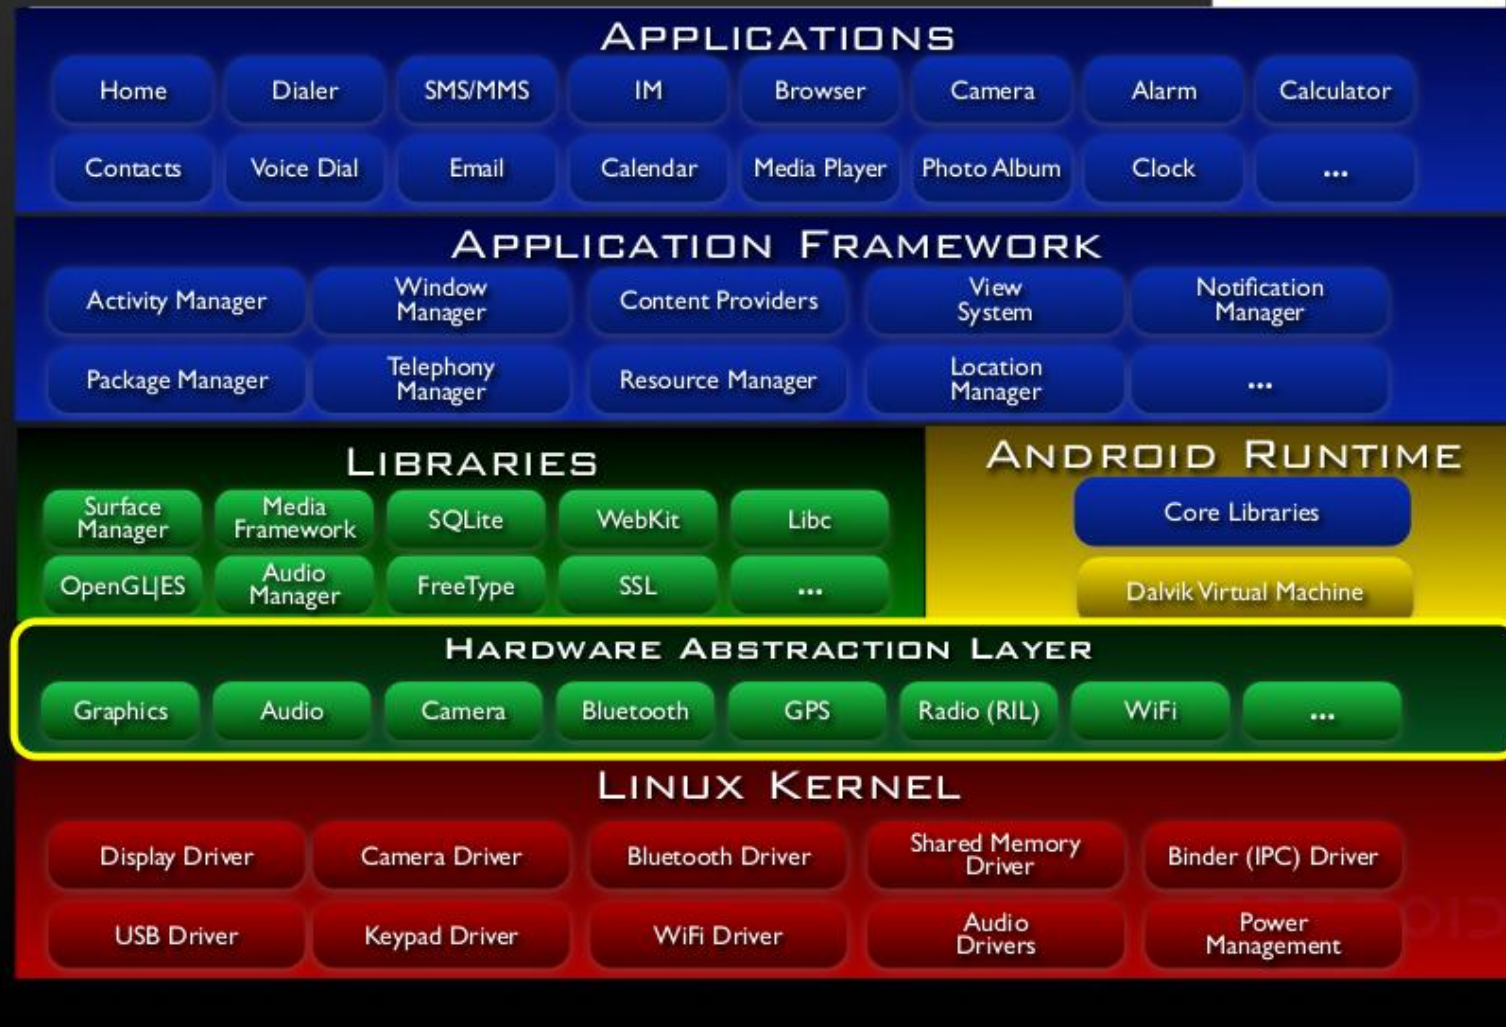 APPLICATIONS
Home Dialer SMS/MMS IM Browser Camera Alarm Calculator
Contacts Voice Dial Email Calendar Media Player Photo Album Clock ...
APPLICATION FRAMEWORK
Activity Manager
Window
Manager
Content Providers
View
System
Notification
Manager
Package Manager
Telephony
Manager
Resource Manager
Location
Manager
...
LIBRARIES
Surface
Manager
Media
Framework
SQLite
WebKit
Libc
OpenGL|ES
Audio
Manager
FreeType
SSL
...
ANDROID RUNTIME
Core Libraries
Dalvik Virtual Machine
HARDWARE ABSTRACTION LAYER
Graphics Audio Camera Bluetooth GPS Radio (RIL) WiFi ...
LINUX KERNEL
Display Driver
Camera Driver
Bluetooth Driver
Shared Memory
Driver
Binder (IPC) Driver
USB Driver
Keypad Driver
WiFi Driver
Audio
Drivers
Power
Management